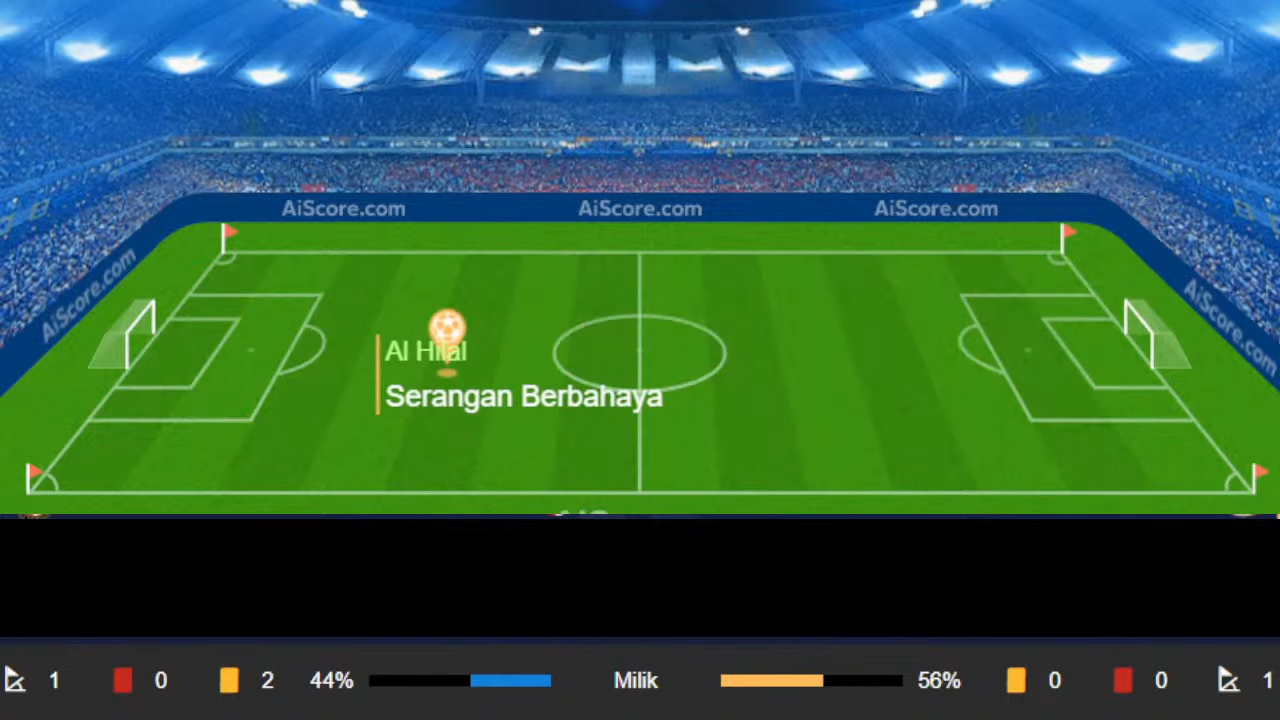 AiScore.com AiScore.com AiScore.com
AiScore.com
AiScore.com
Al Hilal
Serangan Berbahaya
1 0 2 44% Milik 56% 0 0 1